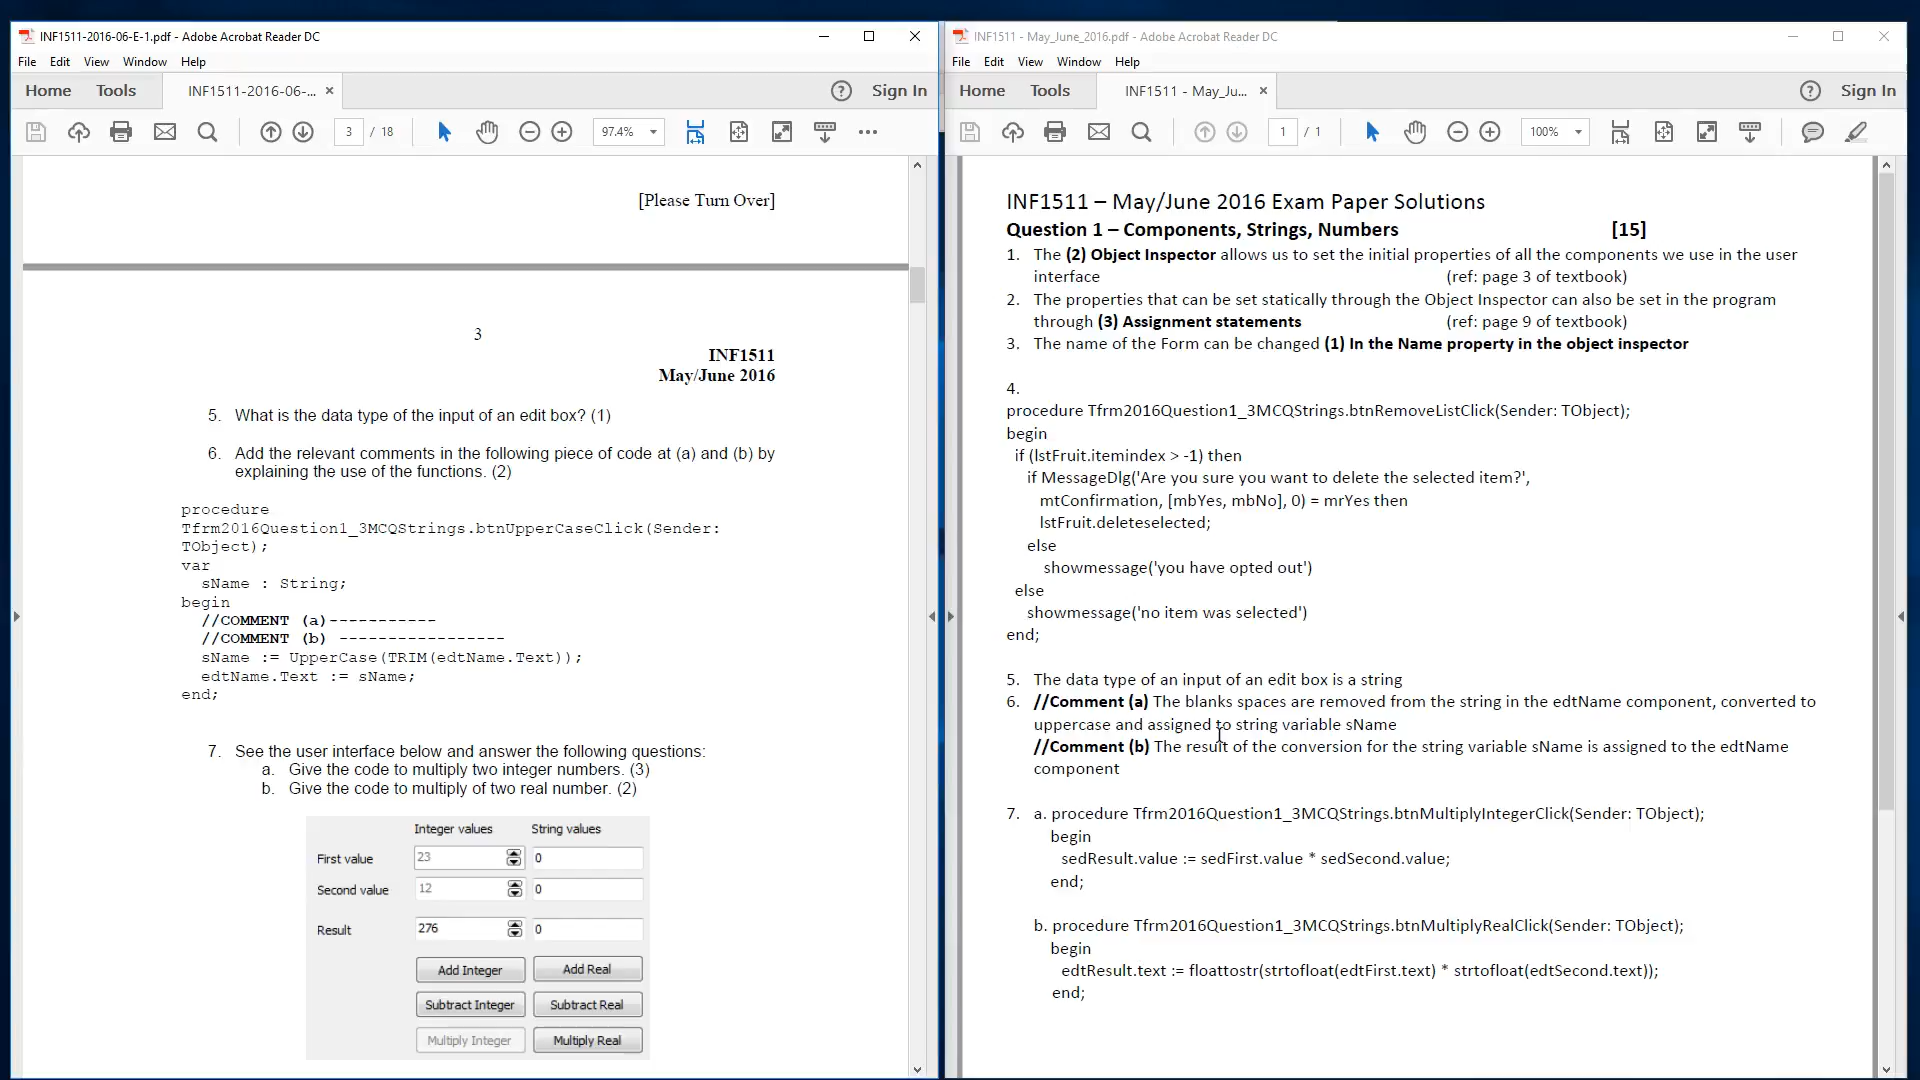 INF1511-2016-06-E-1.pdf - Adobe Acrobat Reader DC
File Edit View Window Help
Home Tools INF1511-2016-06-... × Sign In
3 / 18 97.4%
[Please Turn Over]
3
INF1511
May/June 2016
5. What is the data type of the input of an edit box? (1)
6. Add the relevant comments in the following piece of code at (a) and (b) by
explaining the use of the functions. (2)
procedure
Tfrm2016Question1_3MCQStrings.btnUpperCaseClick(Sender:
TObject);
var
sName : String;
begin
//COMMENT (a)-----------
//COMMENT (b) -----------------
sName := UpperCase(TRIM(edtName.Text));
edtName.Text := sName;
end;
7. See the user interface below and answer the following questions:
a. Give the code to multiply two integer numbers. (3)
b. Give the code to multiply of two real number. (2)
Integer values String values
First value 23 0
Second value 12 0
Result 276 0
Add Integer Add Real
Subtract Integer Subtract Real
Multiply Integer Multiply Real
INF1511 - May_June_2016.pdf - Adobe Acrobat Reader DC
File Edit View Window Help
Home Tools INF1511 - May_Ju... × Sign In
1 / 1 100%
INF1511 – May/June 2016 Exam Paper Solutions
Question 1 – Components, Strings, Numbers [15]
1. The (2) Object Inspector allows us to set the initial properties of all the components we use in the user
interface (ref: page 3 of textbook)
2. The properties that can be set statically through the Object Inspector can also be set in the program
through (3) Assignment statements (ref: page 9 of textbook)
3. The name of the Form can be changed (1) In the Name property in the object inspector
4.
procedure Tfrm2016Question1_3MCQStrings.btnRemoveListClick(Sender: TObject);
begin
if (lstFruit.itemindex > -1) then
if MessageDlg('Are you sure you want to delete the selected item?',
mtConfirmation, [mbYes, mbNo], 0) = mrYes then
lstFruit.deleteselected;
else
showmessage('you have opted out')
else
showmessage('no item was selected')
end;
5. The data type of an input of an edit box is a string
6. //Comment (a) The blanks spaces are removed from the string in the edtName component, converted to
uppercase and assigned to string variable sName
//Comment (b) The result of the conversion for the string variable sName is assigned to the edtName
component
7. a. procedure Tfrm2016Question1_3MCQStrings.btnMultiplyIntegerClick(Sender: TObject);
begin
sedResult.value := sedFirst.value * sedSecond.value;
end;
b. procedure Tfrm2016Question1_3MCQStrings.btnMultiplyRealClick(Sender: TObject);
begin
edtResult.text := floattostr(strtofloat(edtFirst.text) * strtofloat(edtSecond.text));
end;